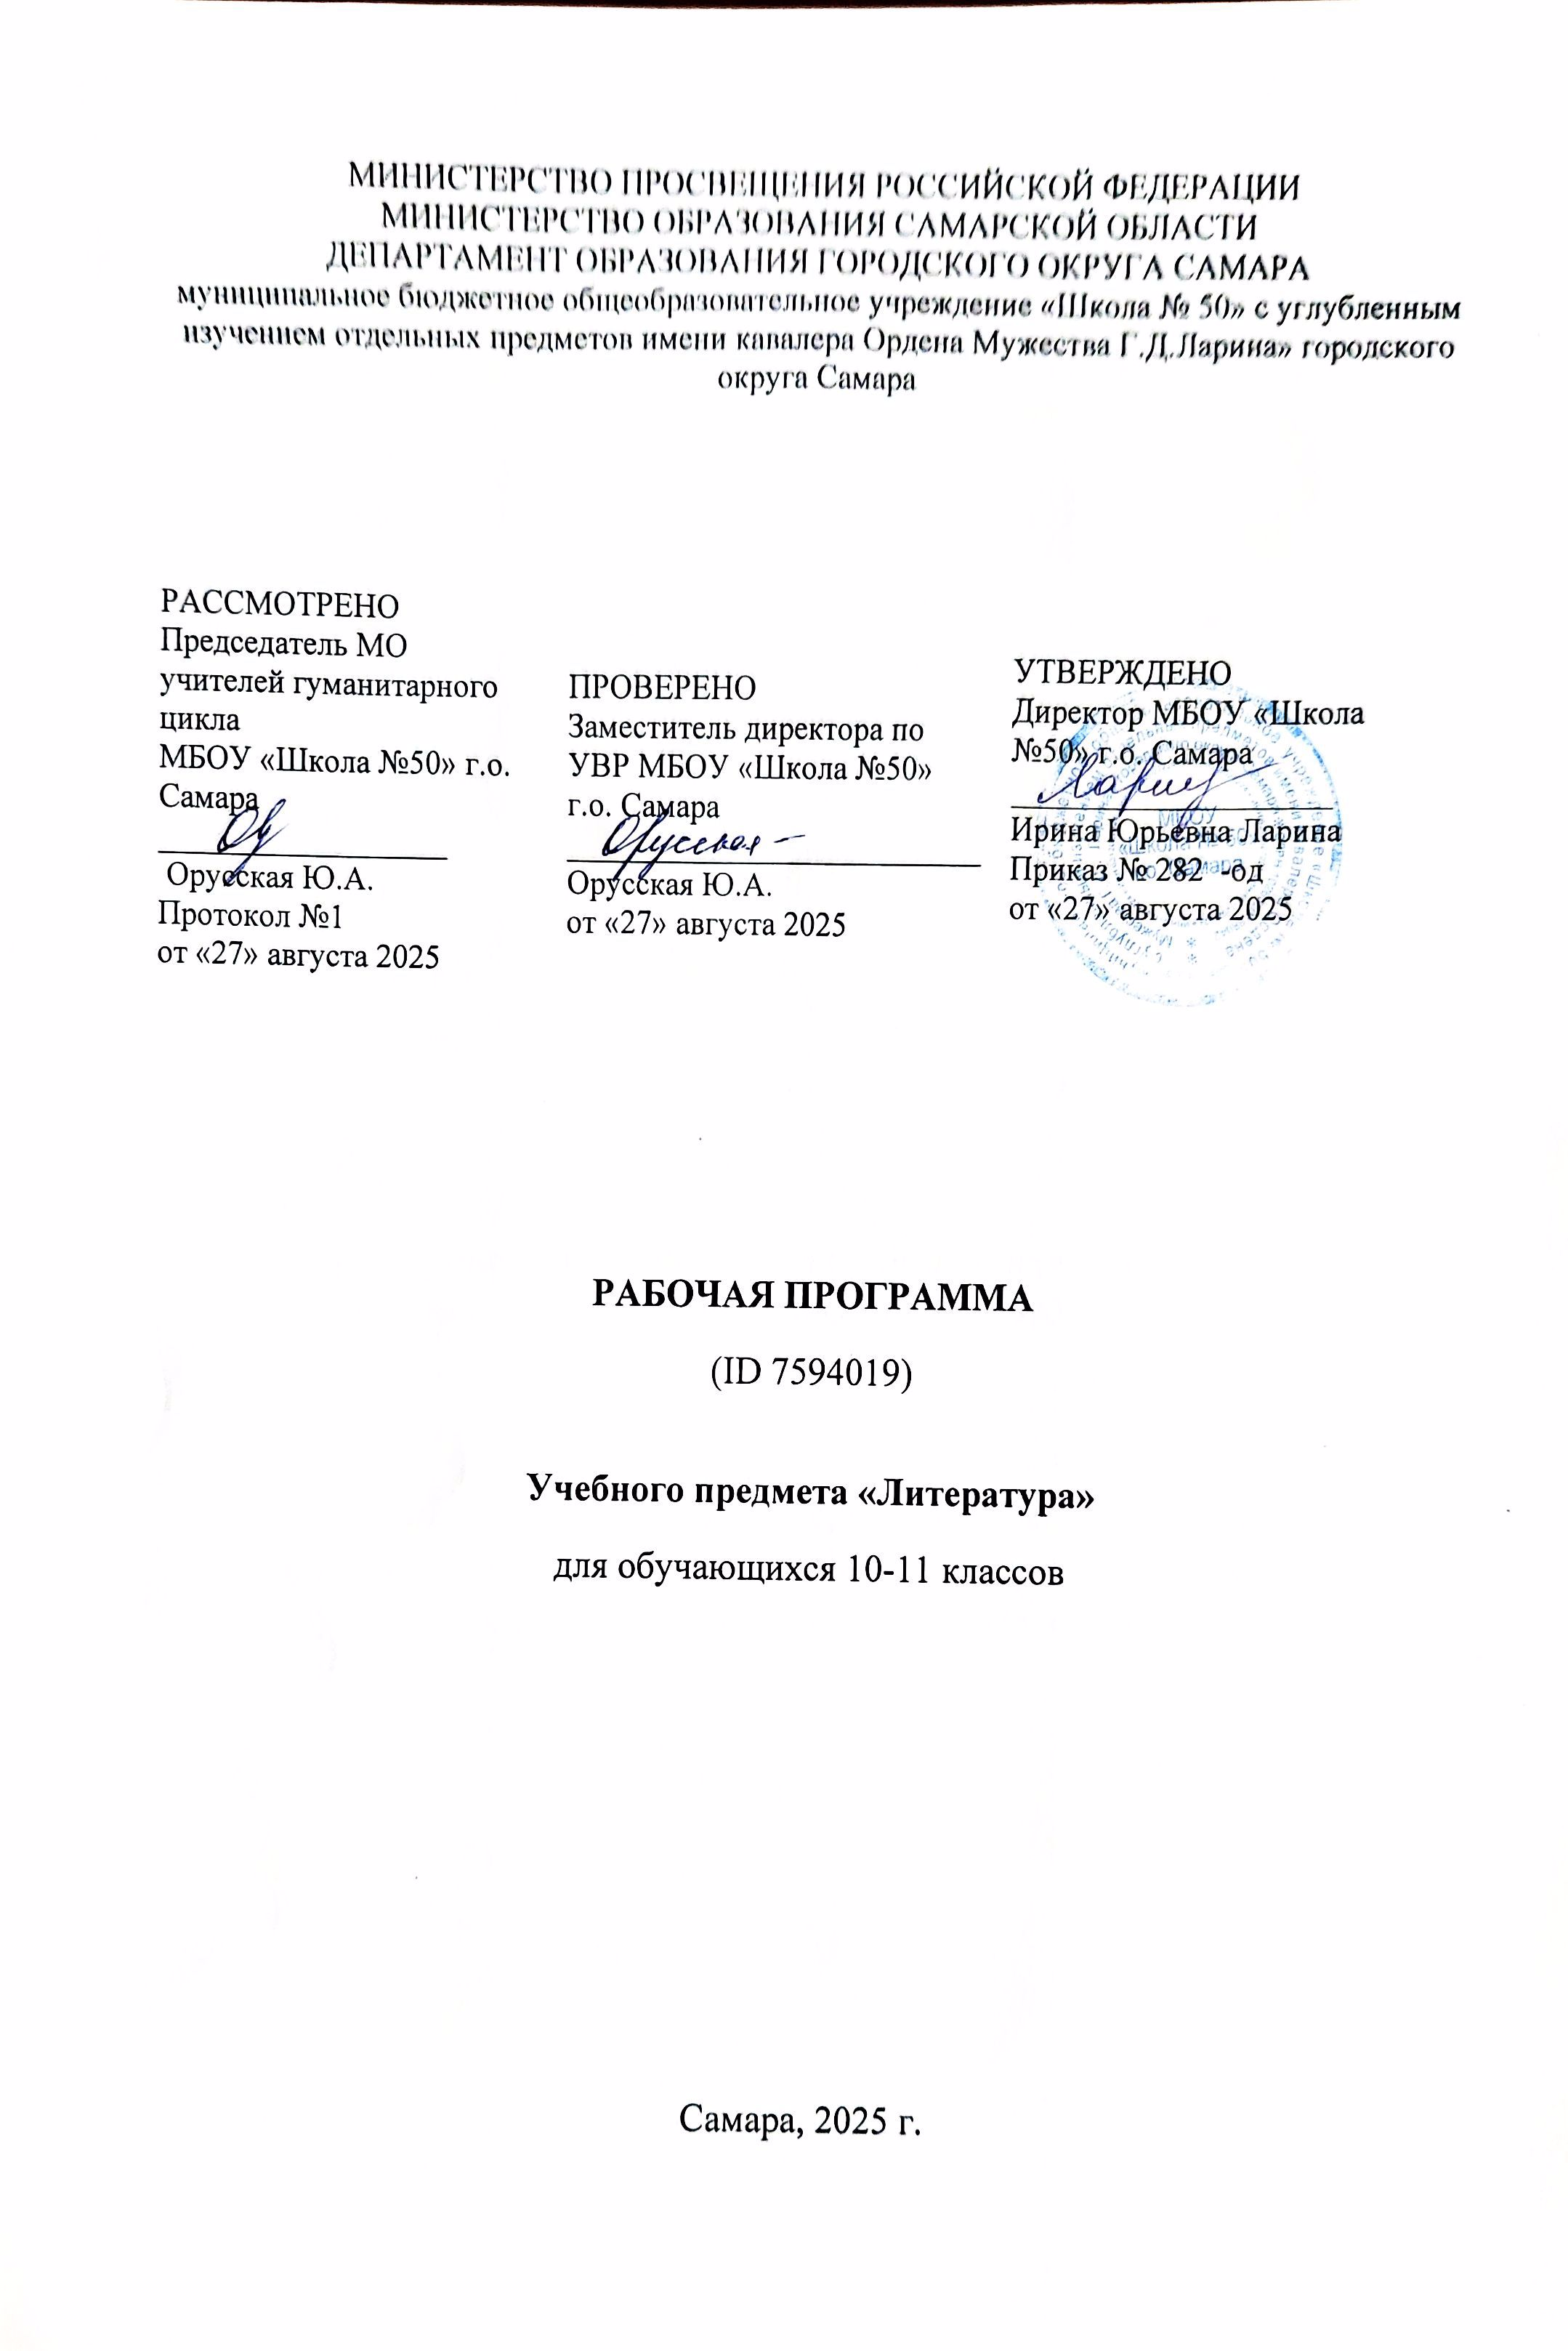 МИНИСТЕРСТВО ПРОСВЕЩЕНИЯ РОССИЙСКОЙ ФЕДЕРАЦИИ
МИНИСТЕРСТВО ОБРАЗОВАНИЯ САМАРСКОЙ ОБЛАСТИ
ДЕПАРТАМЕНТ ОБРАЗОВАНИЯ ГОРОДСКОГО ОКРУГА САМАРА
муниципальное бюджетное общеобразовательное учреждение «Школа № 50» с углубленным
изучением отдельных предметов имени кавалера Ордена Мужества Г.Д.Ларина» городского
округа Самара
РАССМОТРЕНО
Председатель МО
учителей гуманитарного
цикла
МБОУ «Школа №50» г.о.
Самара
Орусская Ю.А.
Протокол №1
от «27» августа 2025
ПРОВЕРЕНО
Заместитель директора по
УВР МБОУ «Школа №50»
г.о. Самара
Орусская
Орусская Ю.А.
от «27» августа 2025
УТВЕРЖДЕНО
Директор МБОУ «Школа
№50» г.о. Самара
Ирина Юрьевна Ларина
Приказ № 282 -од
от «27» августа 2025
РАБОЧАЯ ПРОГРАММА
(ID 7594019)
Учебного предмета «Литература»
для обучающихся 10-11 классов
Самара, 2025 г.